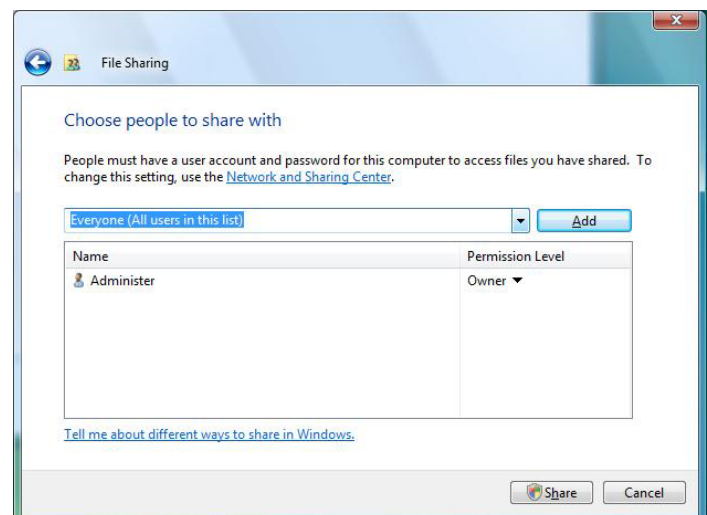 File Sharing
Choose people to share with
People must have a user account and password for this computer to access files you have shared. To
change this setting, use the Network and Sharing Center.
Everyone (All users in this list)
Add
Name Permission Level
Administer Owner
Tell me about different ways to share in Windows.
Share Cancel